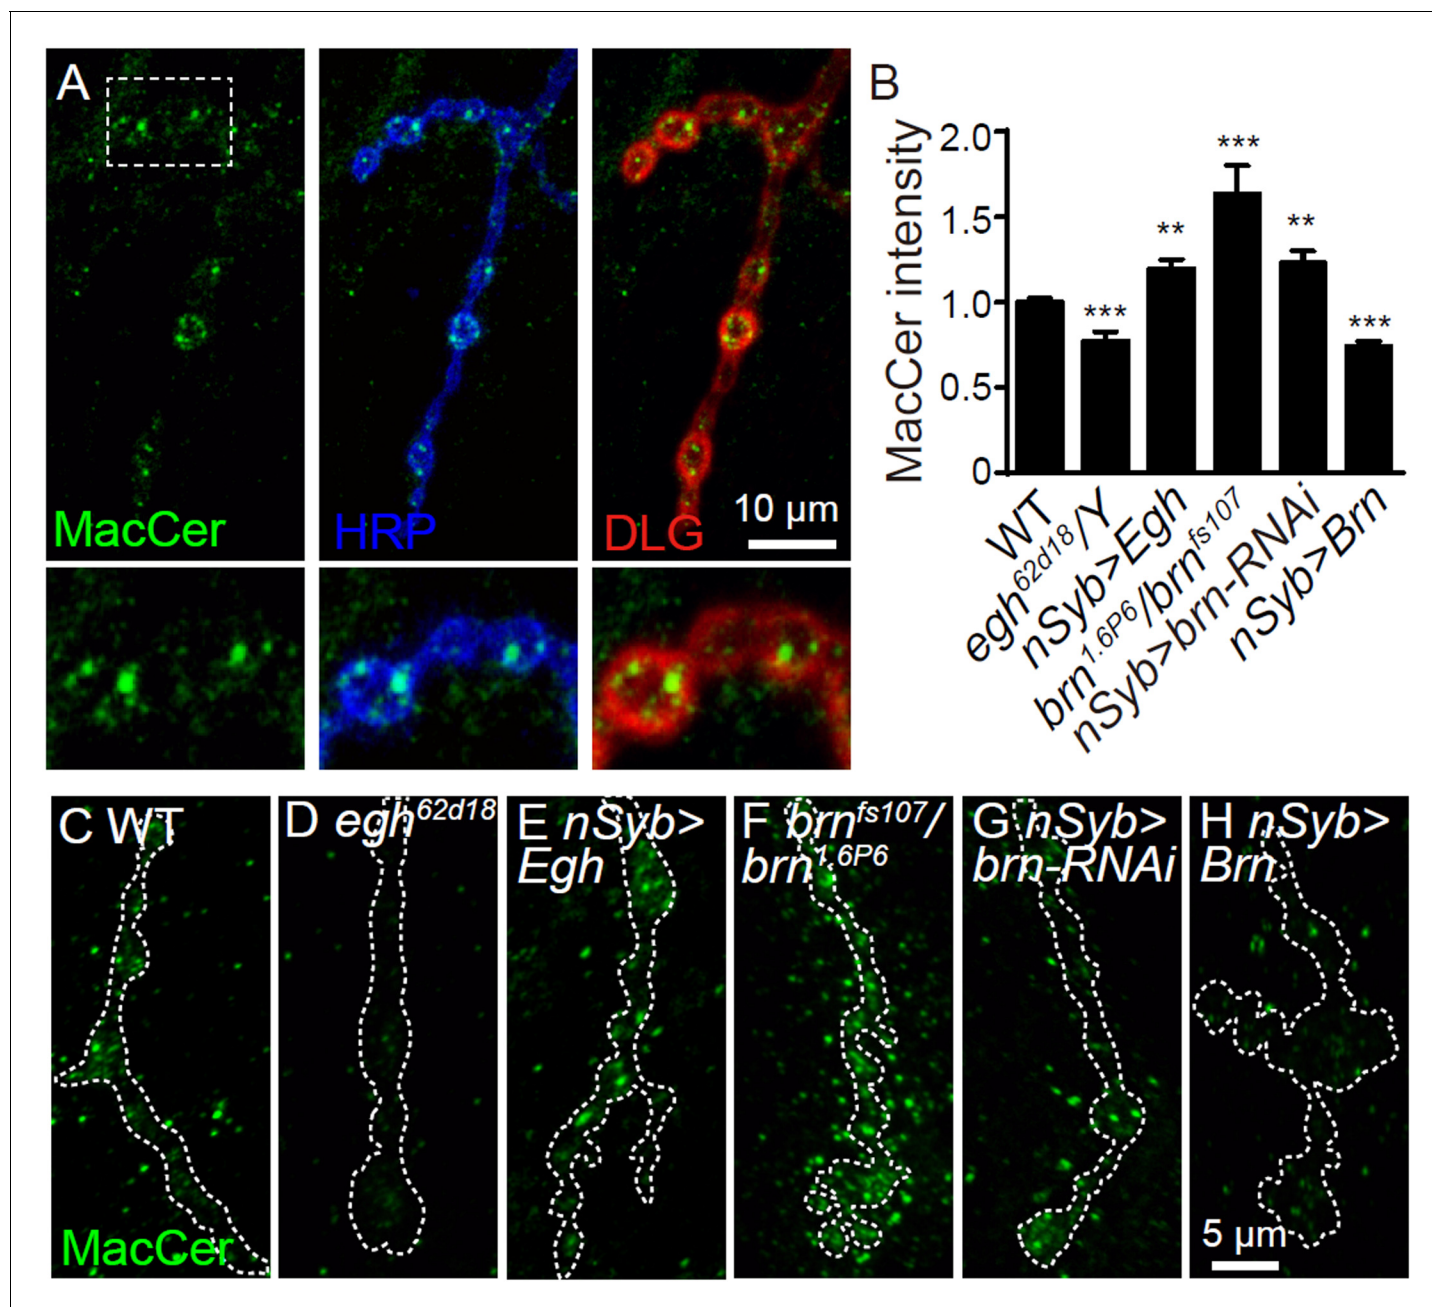 A
MacCer
HRP
DLG
10 µm
B
MacCer intensity
2.0
1.5
1.0
0.5
0
***
**
***
**
***
WT
egh62d18/Y
nSyb>Egh
brn1.6P6/brnfs107
nSyb>brn-RNAi
nSyb>Brn
C WT
MacCer
D egh62d18
E nSyb>
Egh
F brnfs107/
brn1.6P6
G nSyb>
brn-RNAi
H nSyb>
Brn
5 µm